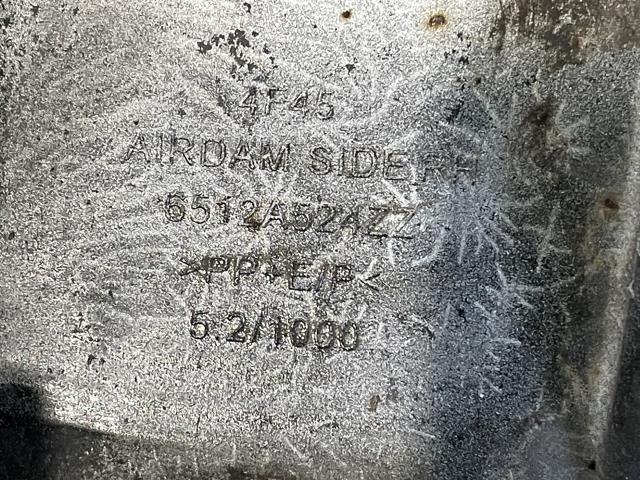 4F45
AIRDAM SIDE RH
6512A524ZZ
>PP+E/P<
5.2/1000